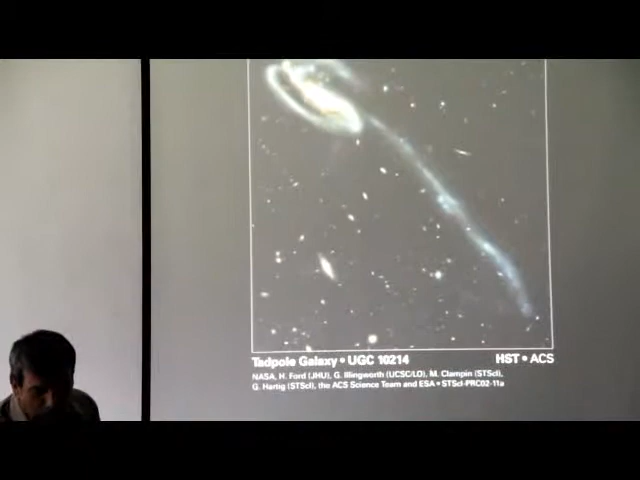 Tadpole Galaxy • UGC 10214 HST • ACS
NASA, H. Ford (JHU), G. Illingworth (UCSC/LO), M. Clampin (STScI),
G. Hartig (STScI), the ACS Science Team and ESA • STScI-PRC02-11a